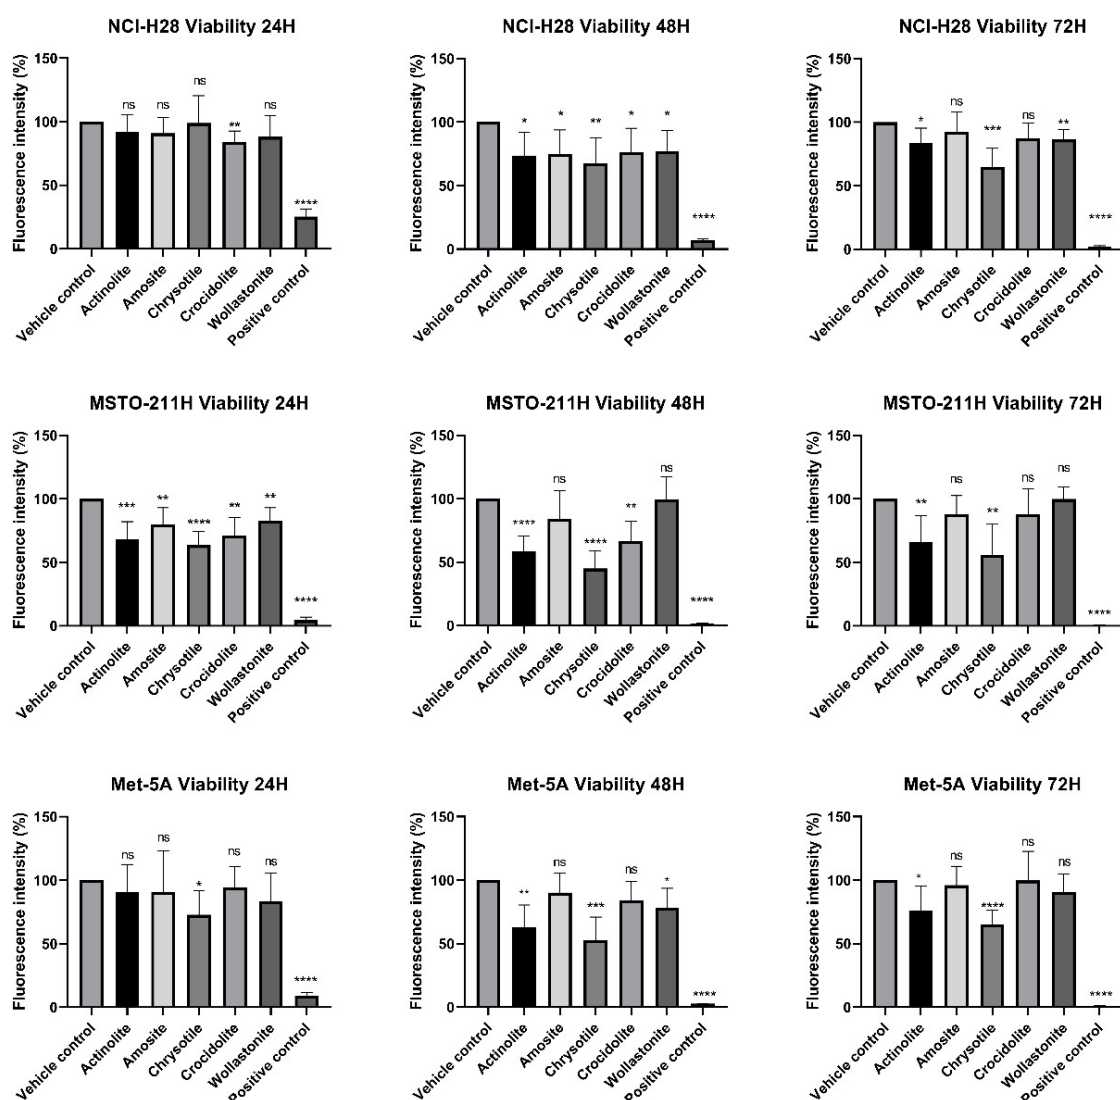 NCI-H28 Viability 24H
Fluorescence intensity (%)
150
100
50
0
ns
ns
ns
**
ns
****
Vehicle control
Actinolite
Amosite
Chrysotile
Crocidolite
Wollastonite
Positive control
NCI-H28 Viability 48H
Fluorescence intensity (%)
150
100
50
0
*
*
**
*
*
****
Vehicle control
Actinolite
Amosite
Chrysotile
Crocidolite
Wollastonite
Positive control
NCI-H28 Viability 72H
Fluorescence intensity (%)
150
100
50
0
*
ns
***
ns
**
****
Vehicle control
Actinolite
Amosite
Chrysotile
Crocidolite
Wollastonite
Positive control
MSTO-211H Viability 24H
Fluorescence intensity (%)
150
100
50
0
***
**
****
**
**
****
Vehicle control
Actinolite
Amosite
Chrysotile
Crocidolite
Wollastonite
Positive control
MSTO-211H Viability 48H
Fluorescence intensity (%)
150
100
50
0
****
ns
****
**
ns
****
Vehicle control
Actinolite
Amosite
Chrysotile
Crocidolite
Wollastonite
Positive control
MSTO-211H Viability 72H
Fluorescence intensity (%)
150
100
50
0
**
ns
**
ns
ns
****
Vehicle control
Actinolite
Amosite
Chrysotile
Crocidolite
Wollastonite
Positive control
Met-5A Viability 24H
Fluorescence intensity (%)
150
100
50
0
ns
ns
*
ns
ns
****
Vehicle control
Actinolite
Amosite
Chrysotile
Crocidolite
Wollastonite
Positive control
Met-5A Viability 48H
Fluorescence intensity (%)
150
100
50
0
**
ns
***
ns
*
****
Vehicle control
Actinolite
Amosite
Chrysotile
Crocidolite
Wollastonite
Positive control
Met-5A Viability 72H
Fluorescence intensity (%)
150
100
50
0
*
ns
****
ns
ns
****
Vehicle control
Actinolite
Amosite
Chrysotile
Crocidolite
Wollastonite
Positive control